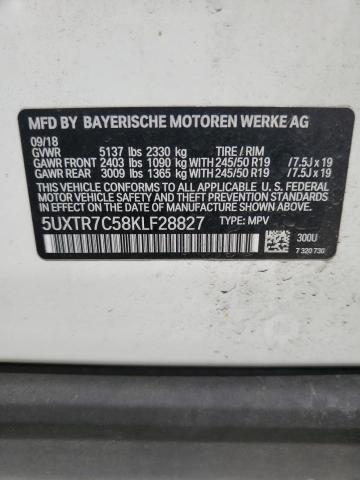 MFD BY BAYERISCHE MOTOREN WERKE AG
09/18
GVWR 5137 lbs 2330 kg TIRE / RIM
GAWR FRONT 2403 lbs 1090 kg WITH 245/50 R19 / 7.5J x 19
GAWR REAR 3009 lbs 1365 kg WITH 245/50 R19 / 7.5J x 19
THIS VEHICLE CONFORMS TO ALL APPLICABLE U. S. FEDERAL
MOTOR VEHICLE SAFETY, BUMPER, AND THEFT PREVENTION
STANDARDS IN EFFECT ON THE DATE OF MANUFACTURE SHOWN ABOVE.
5UXTR7C58KLF28827 TYPE: MPV
300U
7 320 730